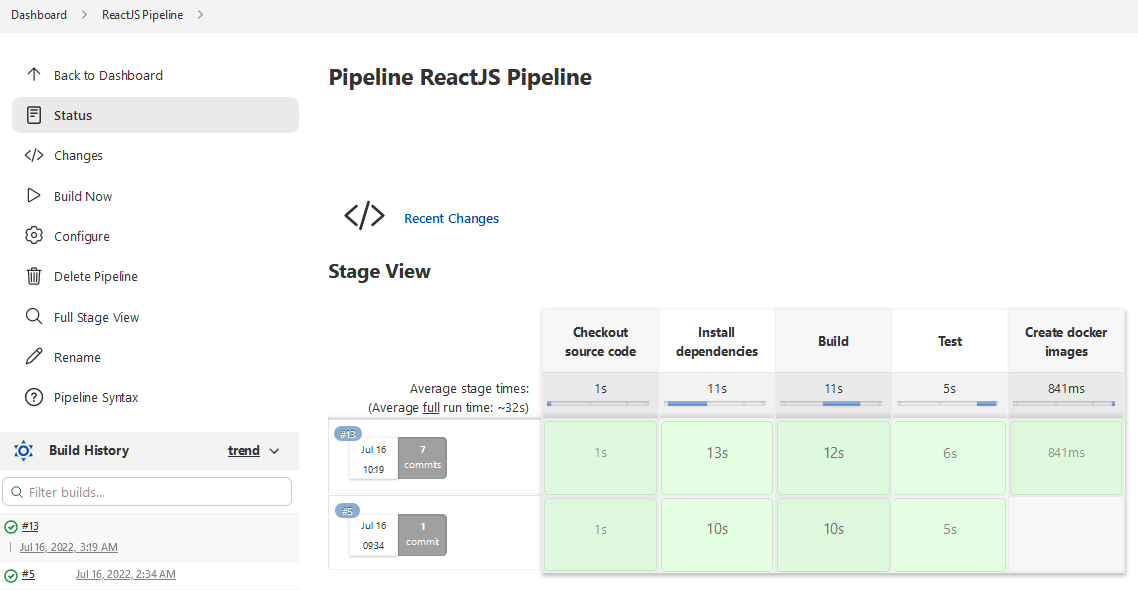 Dashboard
ReactJS Pipeline
Back to Dashboard
Status
Changes
Build Now
Configure
Delete Pipeline
Full Stage View
Rename
Pipeline Syntax
Build History
trend
Filter builds...
#13
Jul 16, 2022, 3:19 AM
#5 Jul 16, 2022, 2:34 AM
Pipeline ReactJS Pipeline
Recent Changes
Stage View
Checkout
source code
Install
dependencies
Build
Test
Create docker
images
Average stage times:
(Average full run time: ~32s)
1s 11s 11s 5s 841ms
#13
Jul 16
10:19
7
commits
1s 13s 12s 6s 841ms
#5
Jul 16
09:34
1
commit
1s 10s 10s 5s